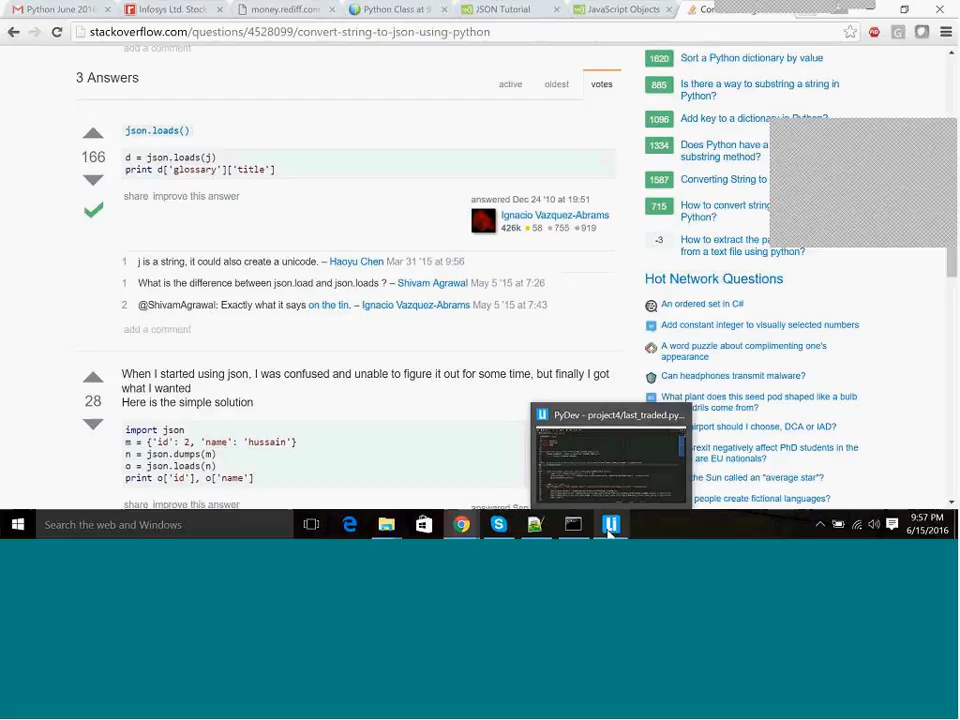 Python June 2016
Infosys Ltd. Stock
money.rediff.com
Python Class at 9
JSON Tutorial
JavaScript Objects
stackoverflow.com/questions/4528099/convert-string-to-json-using-python
add a comment
3 Answers
active oldest votes
166
json.loads()
d = json.loads(j)
print d['glossary']['title']
share improve this answer
answered Dec 24 '10 at 19:51
Ignacio Vazquez-Abrams
426k 58 755 919
1 j is a string, it could also create a unicode. – Haoyu Chen Mar 31 '15 at 9:56
1 What is the difference between json.load and json.loads ? – Shivam Agrawal May 5 '15 at 7:26
2 @ShivamAgrawal: Exactly what it says on the tin. – Ignacio Vazquez-Abrams May 5 '15 at 7:43
add a comment
28
When I started using json, I was confused and unable to figure it out for some time, but finally I got
what I wanted
Here is the simple solution
import json
m = {'id': 2, 'name': 'hussain'}
n = json.dumps(m)
o = json.loads(n)
print o['id'], o['name']
share improve this answer
answered Sep
1620 Sort a Python dictionary by value
885 Is there a way to substring a string in
Python?
1096 Add key to a dictionary in Python?
1334 Does Python have a
substring method?
1587 Converting String to
715 How to convert string
Python?
-3 How to extract the
from a text file using python?
Hot Network Questions
An ordered set in C#
Add constant integer to visually selected numbers
A word puzzle about complimenting one's
appearance
Can headphones transmit malware?
What plant does this seed pod shaped like a bulb
drils come from?
airport should I choose, DCA or IAD?
rexit negatively affect PhD students in the
are EU nationals?
the Sun called an "average star"?
people create fictional languages?
PyDev - project4/last_traded.py...
Search the web and Windows
9:57 PM
6/15/2016